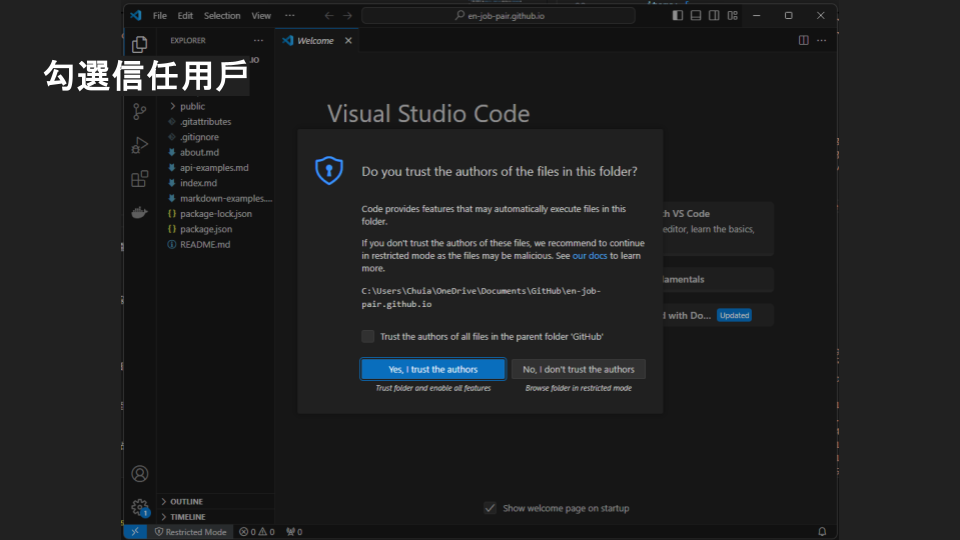 File Edit Selection View ··· en-job-pair.github.io
EXPLORER ···
Welcome
.IO
勾選信任用戶
public
.gitattributes
.gitignore
about.md
api-examples.md
index.md
markdown-examples....
package-lock.json
package.json
README.md
Visual Studio Code
Do you trust the authors of the files in this folder?
Code provides features that may automatically execute files in this
folder.
If you don't trust the authors of these files, we recommend to continue
in restricted mode as the files may be malicious. See our docs to learn
more.
C:\Users\Chuia\OneDrive\Documents\GitHub\en-job-
pair.github.io
Trust the authors of all files in the parent folder 'GitHub'
Yes, I trust the authors
No, I don't trust the authors
Trust folder and enable all features
Browse folder in restricted mode
h VS Code
editor, learn the basics,
damentals
d with Do... Updated
Show welcome page on startup
OUTLINE
TIMELINE
1
Restricted Mode 0 0 0